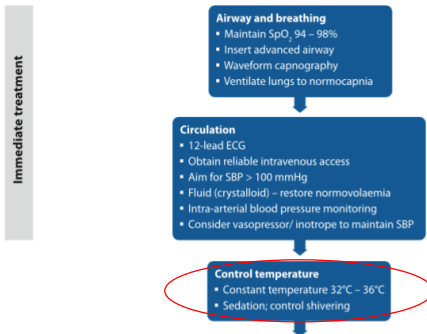 Immediate treatment
Airway and breathing
▪ Maintain SpO₂ 94 – 98%
▪ Insert advanced airway
▪ Waveform capnography
▪ Ventilate lungs to normocapnia
Circulation
▪ 12-lead ECG
▪ Obtain reliable intravenous access
▪ Aim for SBP > 100 mmHg
▪ Fluid (crystalloid) – restore normovolaemia
▪ Intra-arterial blood pressure monitoring
▪ Consider vasopressor/ inotrope to maintain SBP
Control temperature
▪ Constant temperature 32°C – 36°C
▪ Sedation; control shivering